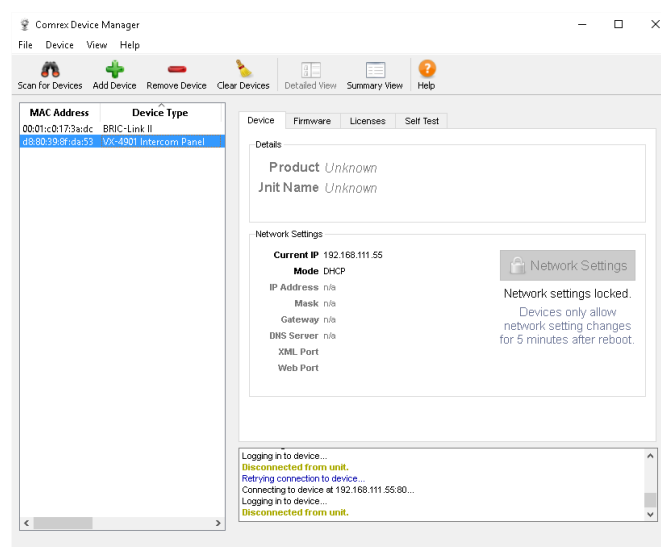 Comrex Device Manager
File Device View Help
Scan for Devices Add Device Remove Device Clear Devices Detailed View Summary View Help
MAC Address Device Type
00:01:c0:17:3a:dc BRIC-Link II
d8:80:39:8f:da:53 VX-4901 Intercom Panel
Device Firmware Licenses Self Test
Details
Product Unknown
Jnit Name Unknown
Network Settings
Current IP 192.168.111.55
Mode DHCP
IP Address n/a
Mask n/a
Gateway n/a
DNS Server n/a
XML Port
Web Port
Network Settings
Network settings locked.
Devices only allow
network setting changes
for 5 minutes after reboot.
Logging in to device...
Disconnected from unit.
Retrying connection to device...
Connecting to device at 192.168.111.55:80...
Logging in to device...
Disconnected from unit.